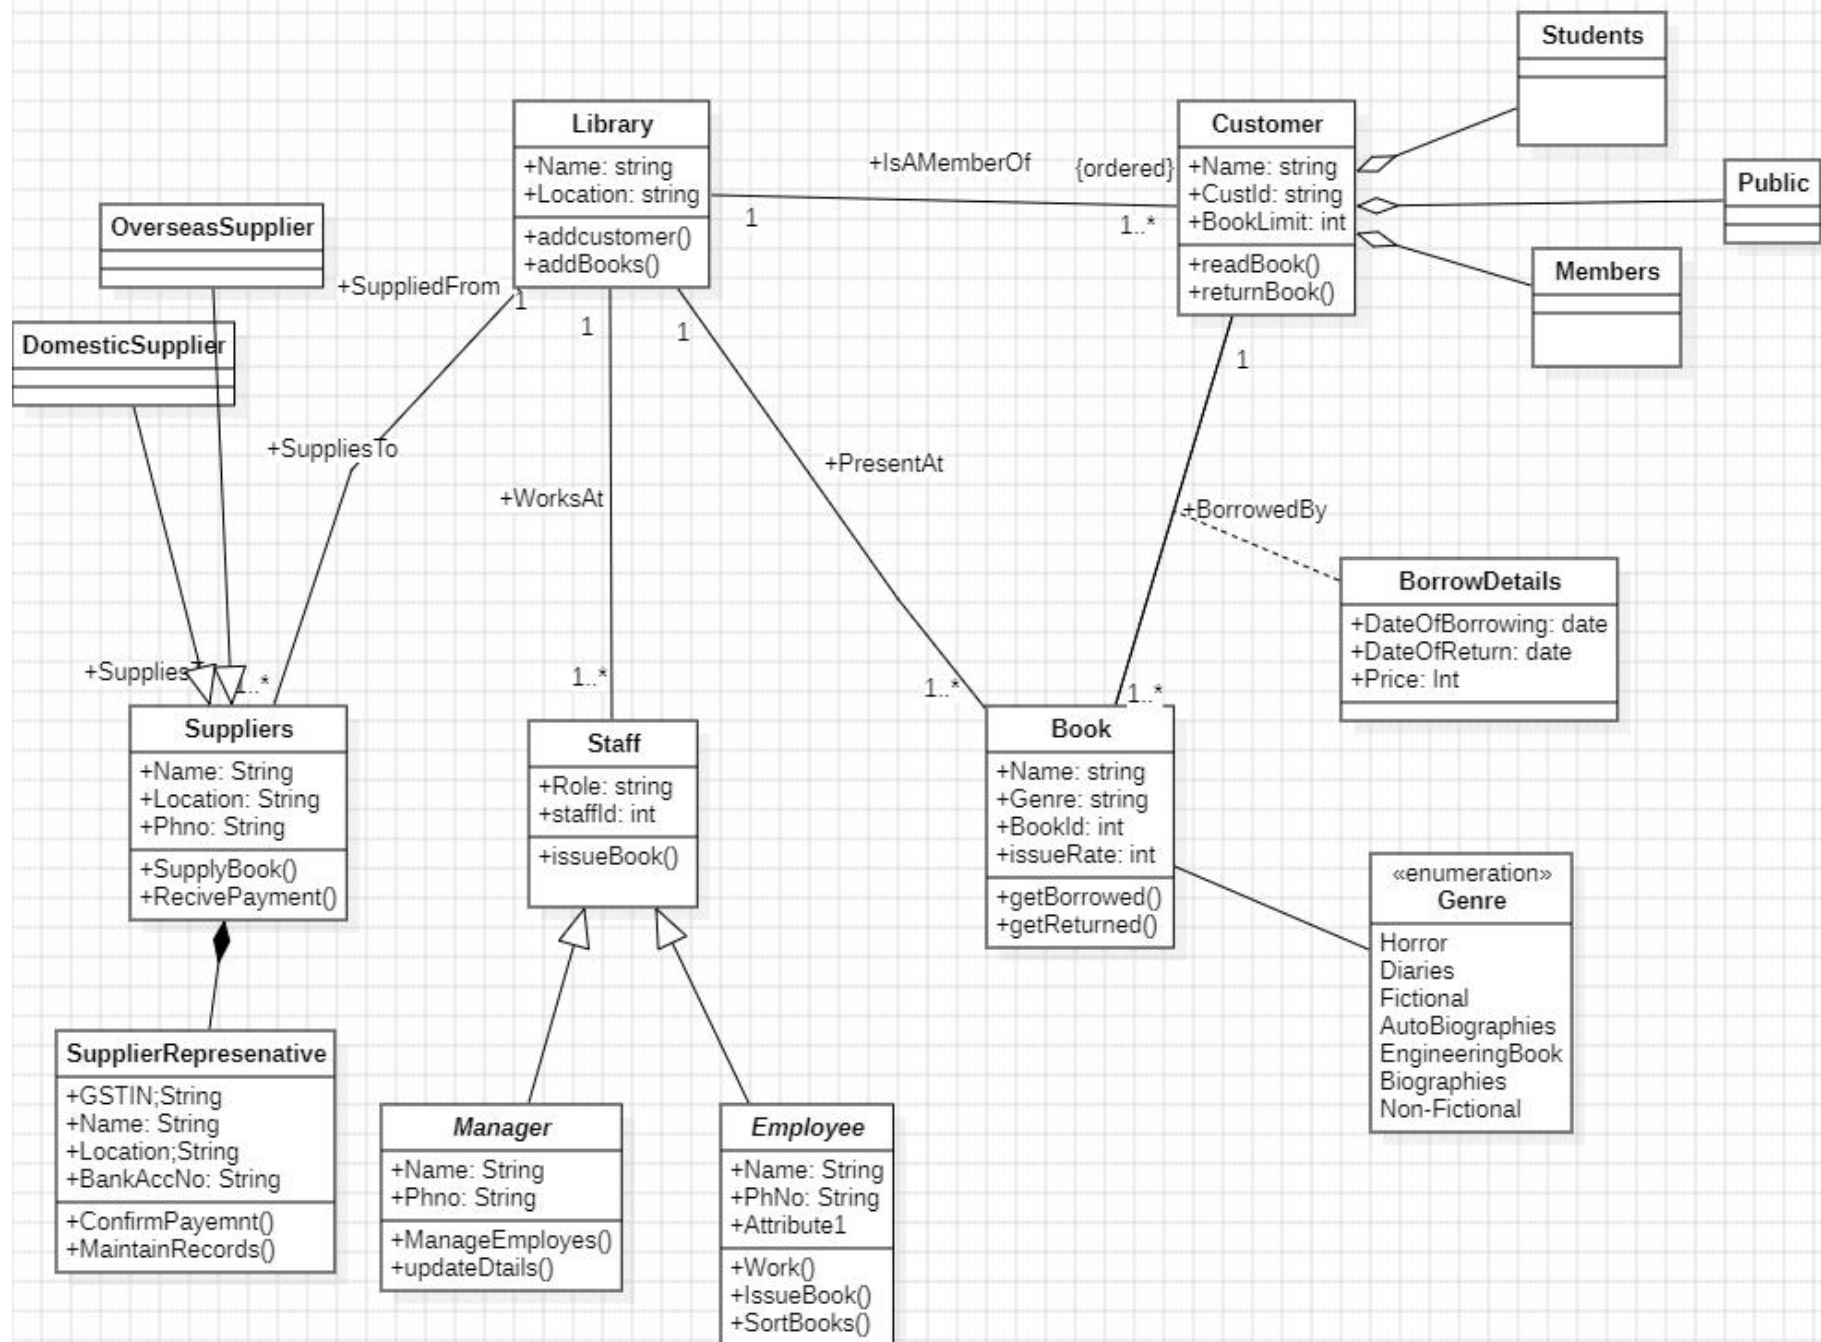 Students
Library
+Name: string
+Location: string
+addcustomer()
+addBooks()
+IsAMemberOf
{ordered}
1
1..*
Customer
+Name: string
+CustId: string
+BookLimit: int
+readBook()
+returnBook()
Public
Members
OverseasSupplier
DomesticSupplier
+SuppliedFrom
1
1
1
1
+SuppliesTo
+WorksAt
+PresentAt
+BorrowedBy
BorrowDetails
+DateOfBorrowing: date
+DateOfReturn: date
+Price: Int
+Supplies
1..*
1..*
1..*
1..*
Suppliers
+Name: String
+Location: String
+Phno: String
+SupplyBook()
+RecivePayment()
Staff
+Role: string
+staffId: int
+issueBook()
Book
+Name: string
+Genre: string
+BookId: int
+issueRate: int
+getBorrowed()
+getReturned()
«enumeration»
Genre
Horror
Diaries
Fictional
AutoBiographies
EngineeringBook
Biographies
Non-Fictional
SupplierRepresenative
+GSTIN;String
+Name: String
+Location;String
+BankAccNo: String
+ConfirmPayemnt()
+MaintainRecords()
Manager
+Name: String
+Phno: String
+ManageEmployes()
+updateDtails()
Employee
+Name: String
+PhNo: String
+Attribute1
+Work()
+IssueBook()
+SortBooks()